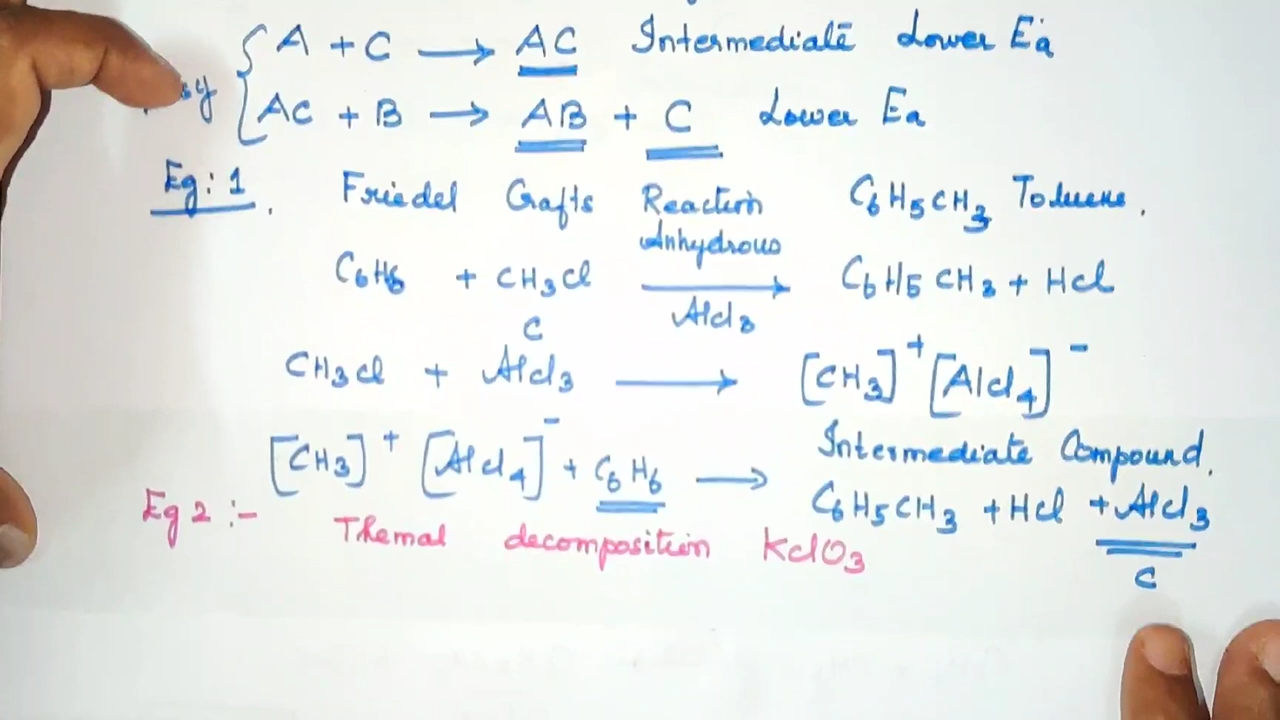 A + C → AC Intermediate Lower Ea
AC + B → AB + C Lower Ea
Eg: 1. Friedel Crafts Reaction C6H5CH3 Toluene.
Anhydrous
C6H6 + CH3Cl → C6H5CH3 + HCl
AlCl3
C
CH3Cl + AlCl3 → [CH3]+ [AlCl4]-
Intermediate Compound.
[CH3]+ [AlCl4]- + C6H6 → C6H5CH3 + HCl + AlCl3
C
Eg 2 :- Themal decomposition KClO3